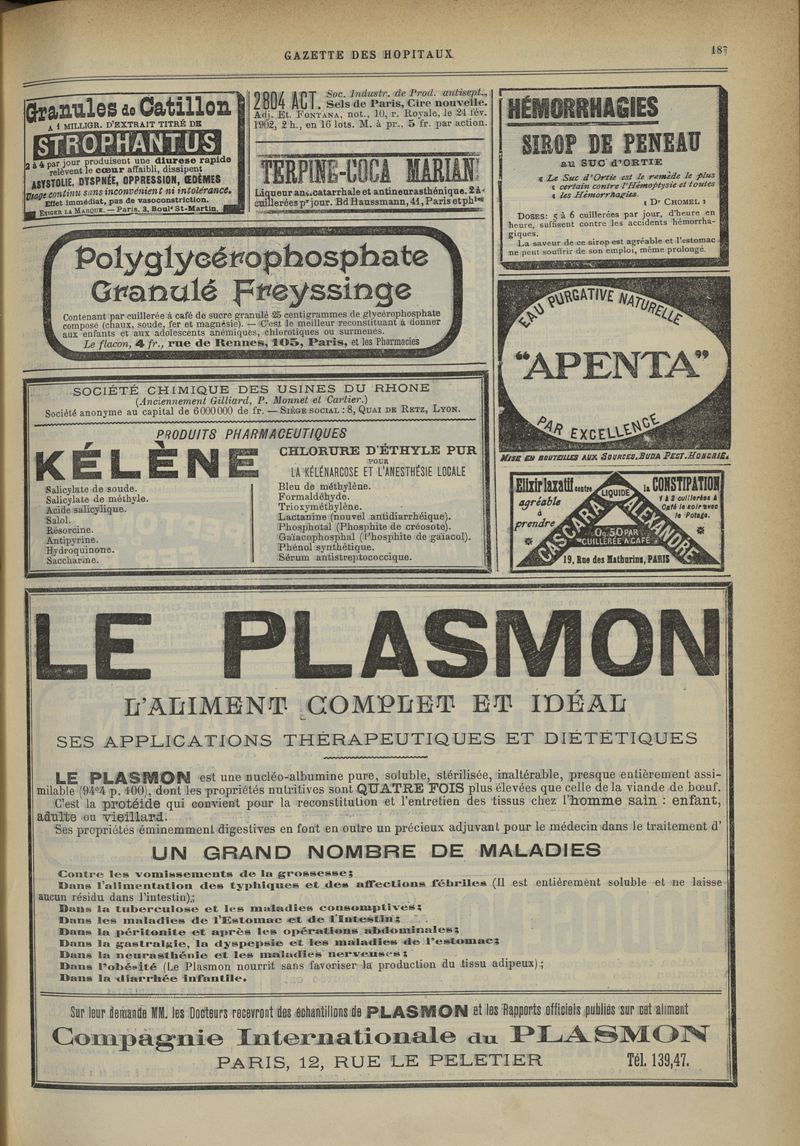 GAZETTE DES HOPITAUX
187
Granules de Catillon
A 1 MILLIGR. D'EXTRAIT TITRÉ DE
STROPHANTUS
2 à 4 par jour produisent une diurese rapide
relèvent le cœur affaibli, dissipent
ASYSTOLIE, DYSPNÉE, OPPRESSION, ŒDÈMES
Usage continu sans inconvénient ni intolérance.
Effet immédiat, pas de vasoconstriction.
EXIGER LA MARQUE. — Paris, 3, Boulᵈ St-Martin.
2804 ACT. Soc. Industr. de Prod. antisept.,
Sels de Paris, Cire nouvelle.
Adj. Et. FONTANA, not., 10, r. Royale, le 24 fév.
1902, 2 h., en 16 lots. M. à pr., 5 fr. par action.
TERPINE-COCA MARIANI
Liqueur anticatarrhale et antineurasthénique. 2 à 4
cuillerées pʳ jour. Bd Haussmann, 41, Paris et phⁱᵉˢ
HÉMORRHAGIES
SIROP DE PENEAU
au SUC d'ORTIE
« Le Suc d'Ortie est le remède le plus
« certain contre l'Hémoptysie et toutes
« les Hémorrhagies.
« Dʳ CHOMEL »
DOSES: 5 à 6 cuillerées par jour, d'heure en
heure, suffisent contre les accidents hémorrha-
giques.
La saveur de ce sirop est agréable et l'estomac
ne peut souffrir de son emploi, même prolongé.
Polyglycérophosphate
Granulé Freyssinge
Contenant par cuillerée à café de sucre granulé 25 centigrammes de glycérophosphate
composé (chaux, soude, fer et magnésie). — C'est le meilleur reconstituant à donner
aux enfants et aux adolescents anémiques, chlorotiques ou surmenés.
Le flacon, 4 fr., rue de Rennes, 105, Paris, et les Pharmacies
EAU PURGATIVE NATURELLE
“APENTA”
PAR EXCELLENCE
MISE EN BOUTEILLES AUX SOURCES. BUDA PEST. HONGRIE.
SOCIÉTÉ CHIMIQUE DES USINES DU RHONE
(Anciennement Gilliard, P. Monnet et Cartier.)
Société anonyme au capital de 6000000 de fr. — SIÈGE SOCIAL : 8, QUAI DE RETZ, LYON.
PRODUITS PHARMACEUTIQUES
KÉLÈNE
CHLORURE D'ÉTHYLE PUR
POUR
LA KÉLÉNARCOSE ET L'ANESTHÉSIE LOCALE
Salicylate de soude.
Salicylate de méthyle.
Acide salicylique.
Salol.
Résorcine.
Antipyrine.
Hydroquinone.
Saccharine.
Bleu de méthylène.
Formaldéhyde.
Trioxyméthylène.
Lactanine (nouvel antidiarrhéique).
Phosphotal (Phosphite de créosote).
Gaïacophosphal (Phosphite de gaïacol).
Phénol synthétique.
Sérum antistreptococcique.
Elixir laxatif contre la CONSTIPATION
agréable
à
prendre
LIQUIDE
1 à 2 cuillerées à
Café le soir avec
le Potage.
CASCARA ALEXANDRE
0g 50 PAR
CUILLERÉE A CAFÉ
19, Rue des Mathurins, PARIS
LE PLASMON
L'ALIMENT COMPLET ET IDÉAL
SES APPLICATIONS THÉRAPEUTIQUES ET DIÉTÉTIQUES
LE PLASMON est une nucléo-albumine pure, soluble, stérilisée, inaltérable, presque entièrement assi-
milable (94°4 p. 100), dont les propriétés nutritives sont QUATRE FOIS plus élevées que celle de la viande de bœuf.
C'est la protéide qui convient pour la reconstitution et l'entretien des tissus chez l'homme sain : enfant,
adulte ou vieillard.
Ses propriétés éminemment digestives en font en outre un précieux adjuvant pour le médecin dans le traitement d'
UN GRAND NOMBRE DE MALADIES
Contre les vomissements de la grossesse;
Dans l'alimentation des typhiques et des affections fébriles (Il est entièrement soluble et ne laisse
aucun résidu dans l'intestin),;
Dans la tuberculose et les maladies consomptives;
Dans les maladies de l'Estomac et de l'Intestin;
Dans la péritonite et après les opérations abdominales;
Dans la gastralgie, la dyspepsie et les maladies de l'estomac;
Dans la neurasthénie et les maladies nerveuses;
Dans l'obésité (Le Plasmon nourrit sans favoriser la production du tissu adipeux) ;
Dans la diarrhée infantile.
Sur leur demande MM. les Docteurs recevront des échantillons de PLASMON et les Rapports officiels publiés sur cet aliment
Compagnie Internationale du PLASMON
PARIS, 12, RUE LE PELETIER Tél. 139,47.